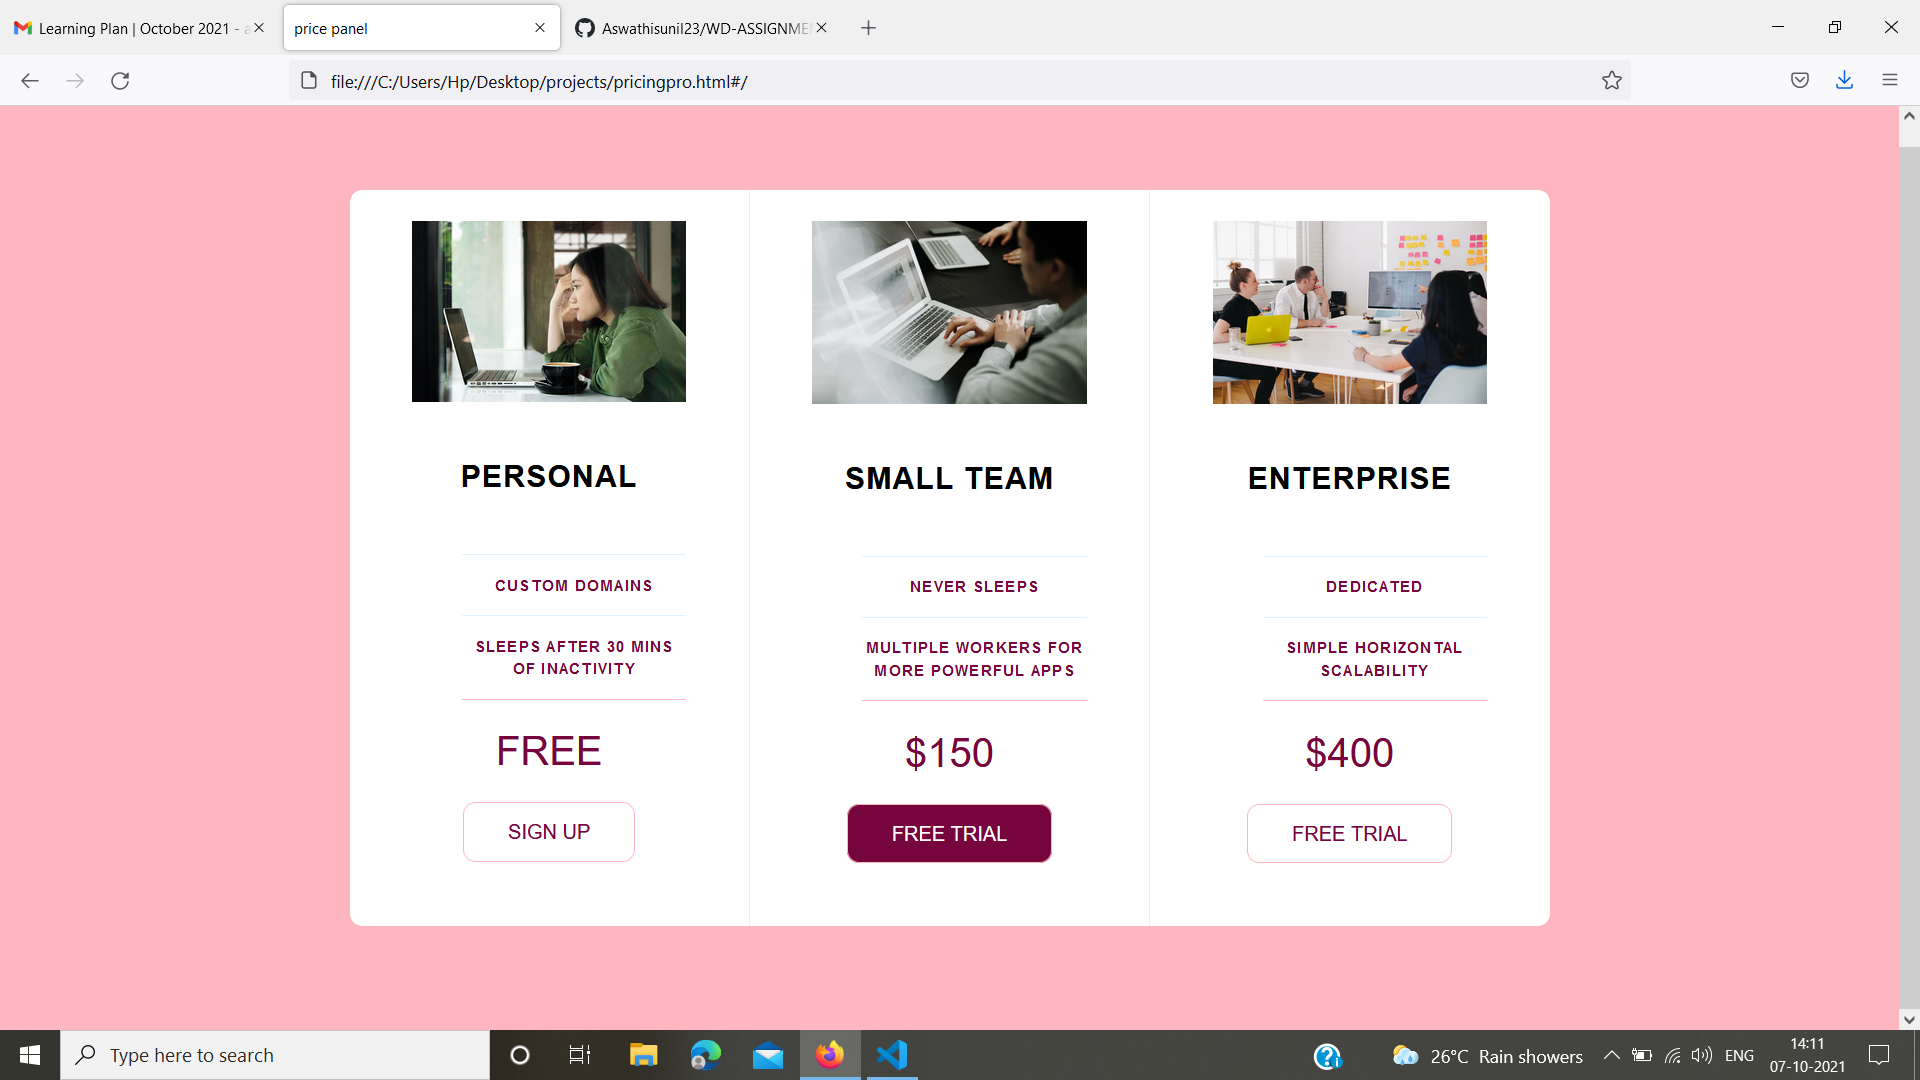 Learning Plan | October 2021 -
price panel
Aswathisunil23/WD-ASSIGNME
file:///C:/Users/Hp/Desktop/projects/pricingpro.html#/
PERSONAL
CUSTOM DOMAINS
SLEEPS AFTER 30 MINS
OF INACTIVITY
FREE
SIGN UP
SMALL TEAM
NEVER SLEEPS
MULTIPLE WORKERS FOR
MORE POWERFUL APPS
$150
FREE TRIAL
ENTERPRISE
DEDICATED
SIMPLE HORIZONTAL
SCALABILITY
$400
FREE TRIAL
Type here to search
26°C Rain showers
ENG
14:11
07-10-2021